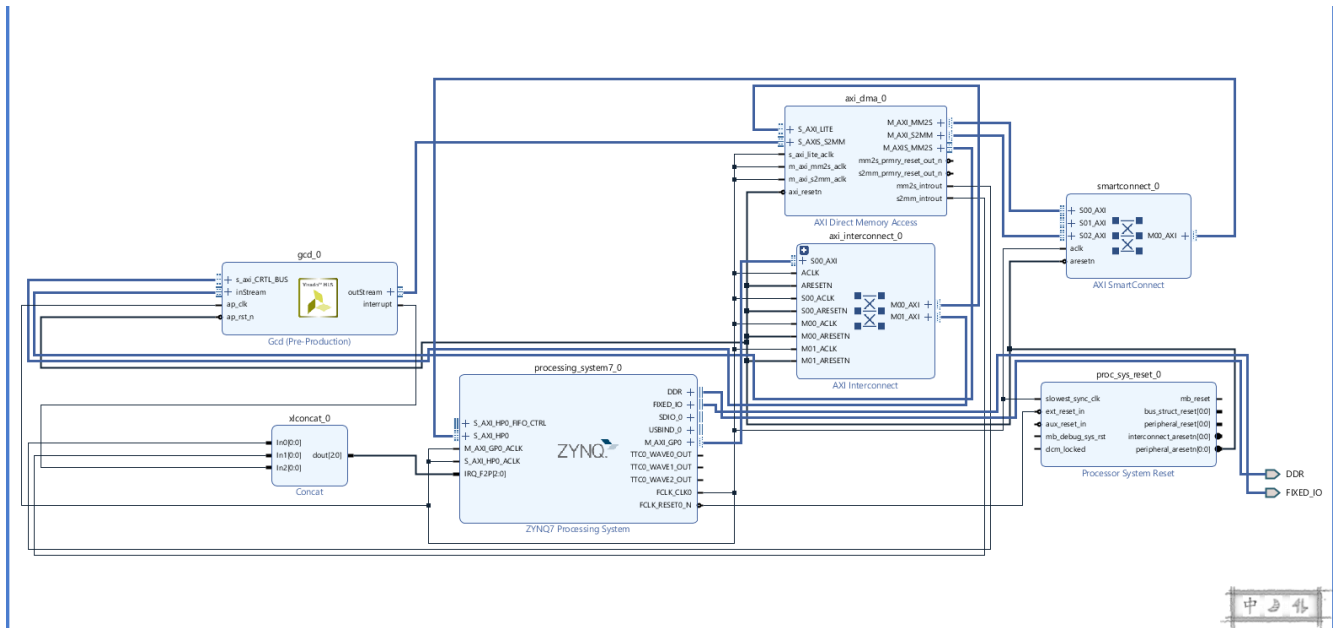 axi_dma_0
S_AXI_LITE
S_AXIS_S2MM
s_axi_lite_aclk
m_axi_mm2s_aclk
m_axi_s2mm_aclk
axi_resetn
M_AXI_MM2S
M_AXI_S2MM
M_AXIS_MM2S
mm2s_prmry_reset_out_n
s2mm_prmry_reset_out_n
mm2s_introut
s2mm_introut
AXI Direct Memory Access
smartconnect_0
S00_AXI
S01_AXI
S02_AXI
aclk
aresetn
M00_AXI
AXI SmartConnect
axi_interconnect_0
S00_AXI
ACLK
ARESETN
S00_ACLK
S00_ARESETN
M00_ACLK
M00_ARESETN
M01_ACLK
M01_ARESETN
M00_AXI
M01_AXI
AXI Interconnect
gcd_0
s_axi_CRTL_BUS
inStream
ap_clk
ap_rst_n
Vivado™ HLS
outStream
interrupt
Gcd (Pre-Production)
processing_system7_0
S_AXI_HP0_FIFO_CTRL
S_AXI_HP0
M_AXI_GP0_ACLK
S_AXI_HP0_ACLK
IRQ_F2P[2:0]
ZYNQ
DDR
FIXED_IO
SDIO_0
USBIND_0
M_AXI_GP0
TTC0_WAVE0_OUT
TTC0_WAVE1_OUT
TTC0_WAVE2_OUT
FCLK_CLK0
FCLK_RESET0_N
ZYNQ7 Processing System
proc_sys_reset_0
slowest_sync_clk
ext_reset_in
aux_reset_in
mb_debug_sys_rst
dcm_locked
mb_reset
bus_struct_reset[0:0]
peripheral_reset[0:0]
interconnect_aresetn[0:0]
peripheral_aresetn[0:0]
Processor System Reset
xlconcat_0
In0[0:0]
In1[0:0]
In2[0:0]
dout[2:0]
Concat
DDR
FIXED_IO
中